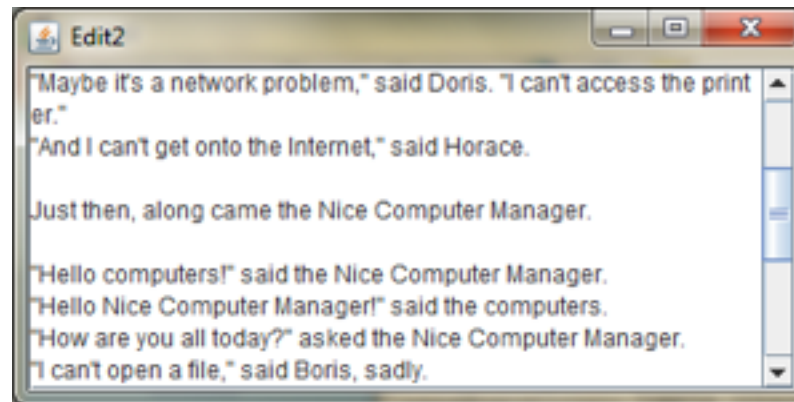 Edit2
"Maybe it's a network problem," said Doris. "I can't access the print
er."
"And I can't get onto the Internet," said Horace.
Just then, along came the Nice Computer Manager.
"Hello computers!" said the Nice Computer Manager.
"Hello Nice Computer Manager!" said the computers.
"How are you all today?" asked the Nice Computer Manager.
"I can't open a file," said Boris, sadly.